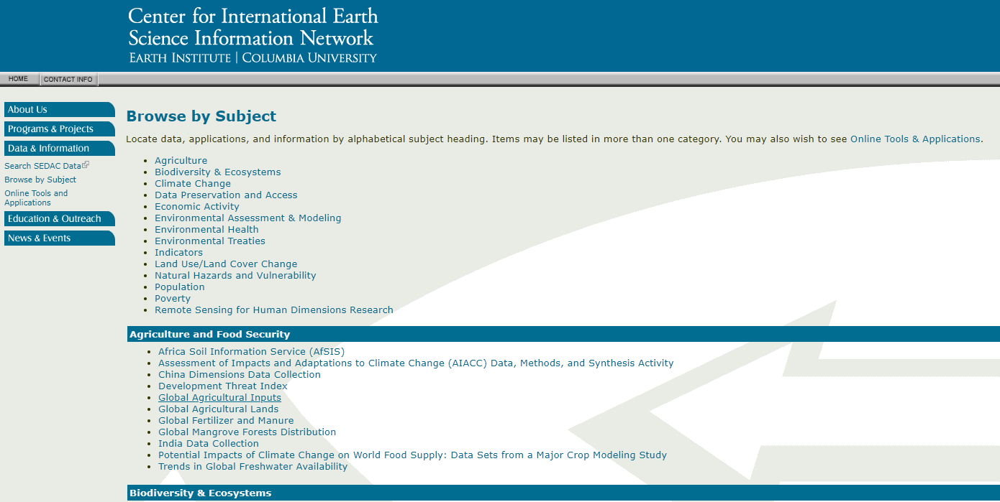 Center for International Earth
Science Information Network
EARTH INSTITUTE | COLUMBIA UNIVERSITY
HOME
CONTACT INFO
About Us
Programs & Projects
Data & Information
Search SEDAC Data
Browse by Subject
Online Tools and
Applications
Education & Outreach
News & Events
Browse by Subject
Locate data, applications, and information by alphabetical subject heading. Items may be listed in more than one category. You may also wish to see Online Tools & Applications.
Agriculture
Biodiversity & Ecosystems
Climate Change
Data Preservation and Access
Economic Activity
Environmental Assessment & Modeling
Environmental Health
Environmental Treaties
Indicators
Land Use/Land Cover Change
Natural Hazards and Vulnerability
Population
Poverty
Remote Sensing for Human Dimensions Research
Agriculture and Food Security
Africa Soil Information Service (AfSIS)
Assessment of Impacts and Adaptations to Climate Change (AIACC) Data, Methods, and Synthesis Activity
China Dimensions Data Collection
Development Threat Index
Global Agricultural Inputs
Global Agricultural Lands
Global Fertilizer and Manure
Global Mangrove Forests Distribution
India Data Collection
Potential Impacts of Climate Change on World Food Supply: Data Sets from a Major Crop Modeling Study
Trends in Global Freshwater Availability
Biodiversity & Ecosystems